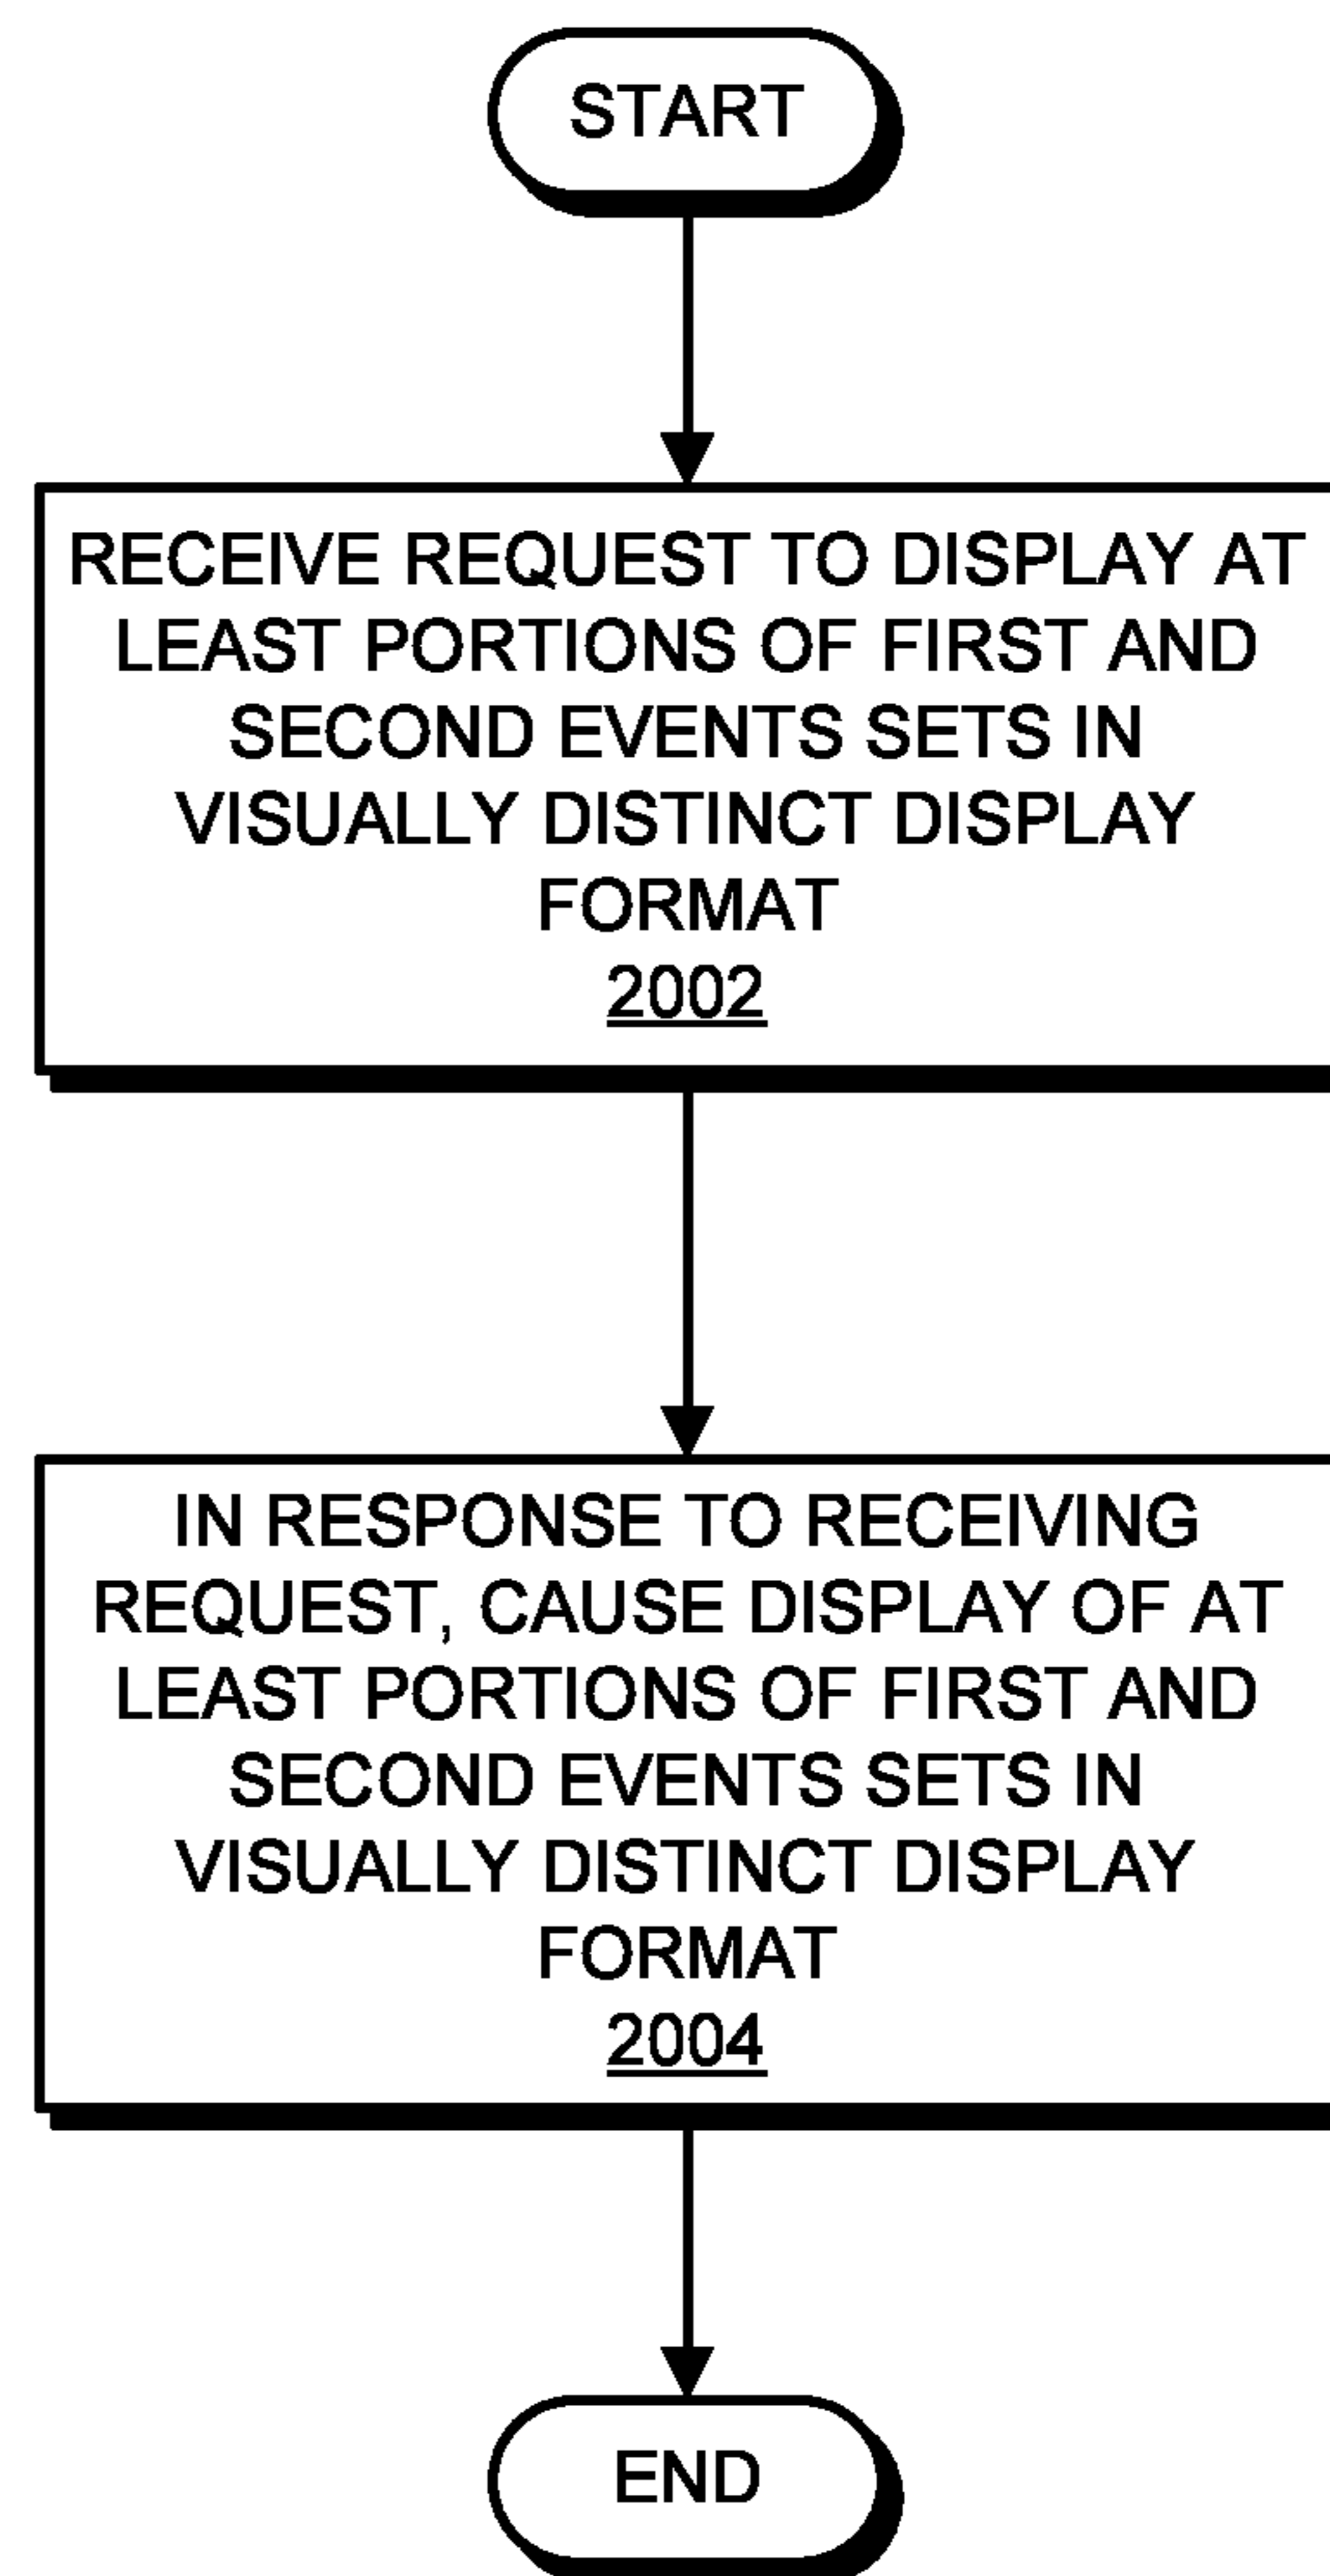 START
RECEIVE REQUEST TO DISPLAY AT
LEAST PORTIONS OF FIRST AND
SECOND EVENTS SETS IN
VISUALLY DISTINCT DISPLAY
FORMAT
2002
IN RESPONSE TO RECEIVING
REQUEST, CAUSE DISPLAY OF AT
LEAST PORTIONS OF FIRST AND
SECOND EVENTS SETS IN
VISUALLY DISTINCT DISPLAY
FORMAT
2004
END